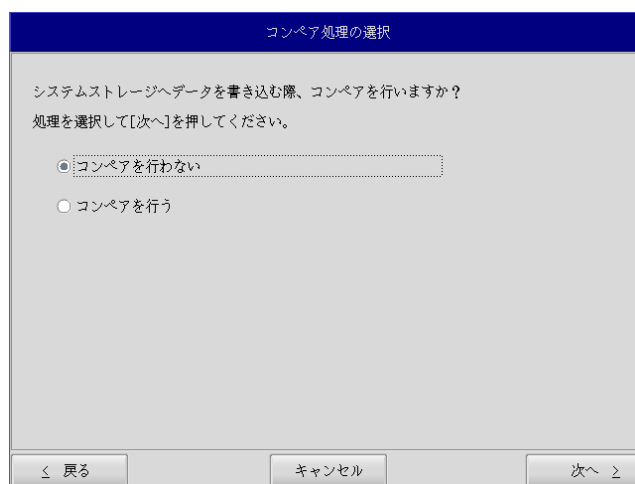 コンペア処理の選択
システムストレージへデータを書き込む際、コンペアを行いますか？
処理を選択して[次へ]を押してください。
コンペアを行わない
コンペアを行う
< 戻る
キャンセル
次へ >